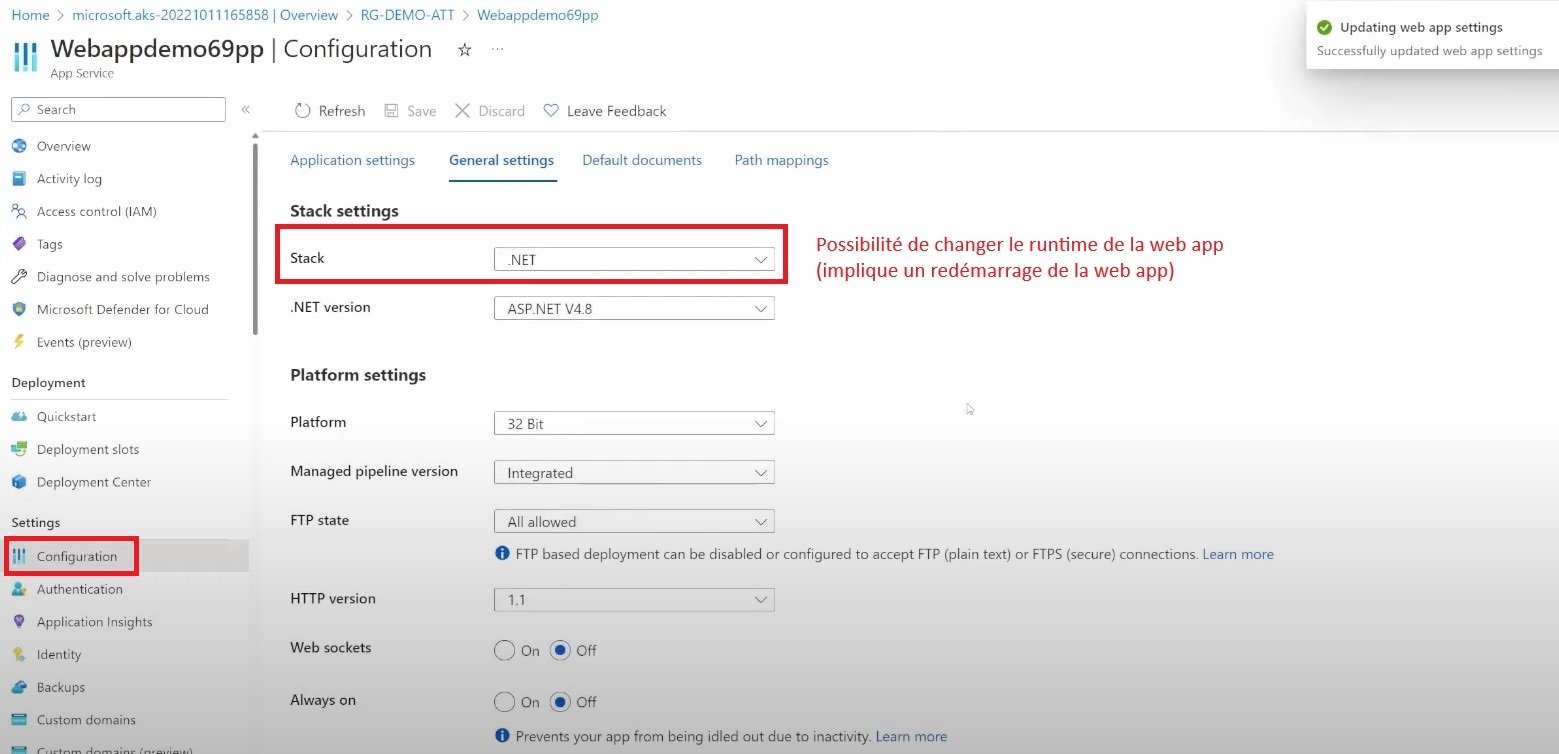 Home > microsoft.aks-20221011165858 | Overview > RG-DEMO-ATT > Webappdemo69pp
Webappdemo69pp | Configuration ☆ ...
App Service
Updating web app settings
Successfully updated web app settings
Search «
Refresh Save Discard Leave Feedback
Overview
Activity log
Access control (IAM)
Tags
Diagnose and solve problems
Microsoft Defender for Cloud
Events (preview)
Deployment
Quickstart
Deployment slots
Deployment Center
Settings
Configuration
Authentication
Application Insights
Identity
Backups
Custom domains
Custom domains (preview)
Application settings General settings Default documents Path mappings
Stack settings
Stack .NET
Possibilité de changer le runtime de la web app
(implique un redémarrage de la web app)
.NET version ASP.NET V4.8
Platform settings
Platform 32 Bit
Managed pipeline version Integrated
FTP state All allowed
FTP based deployment can be disabled or configured to accept FTP (plain text) or FTPS (secure) connections. Learn more
HTTP version 1.1
Web sockets On Off
Always on On Off
Prevents your app from being idled out due to inactivity. Learn more